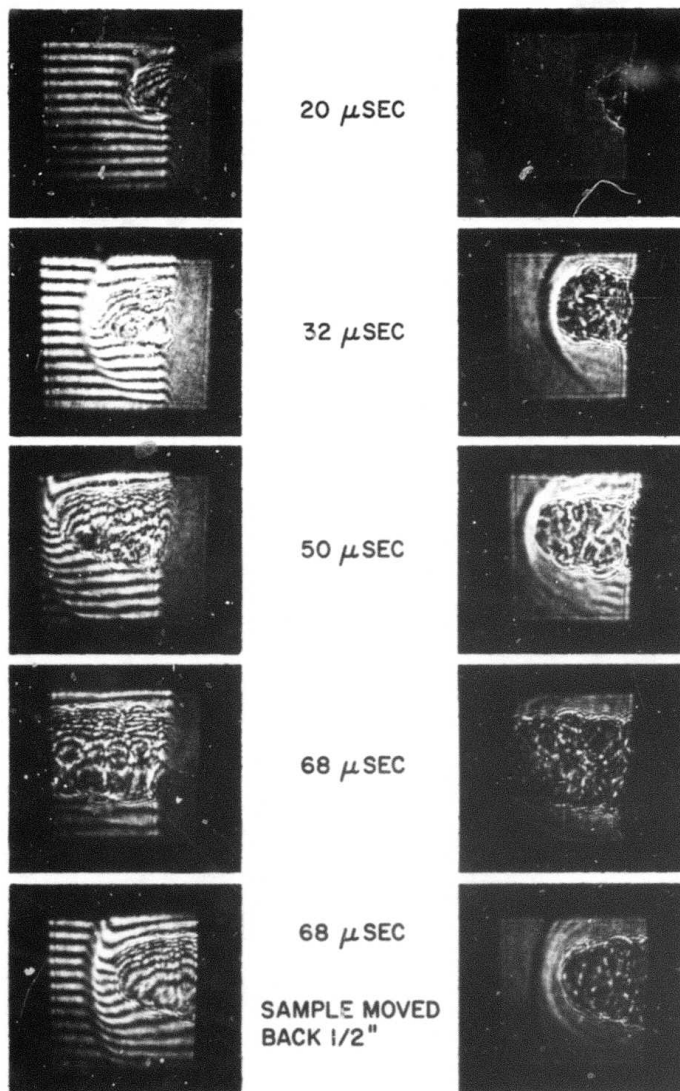 20 μSEC
32 μSEC
50 μSEC
68 μSEC
68 μSEC
SAMPLE MOVED
BACK 1/2"